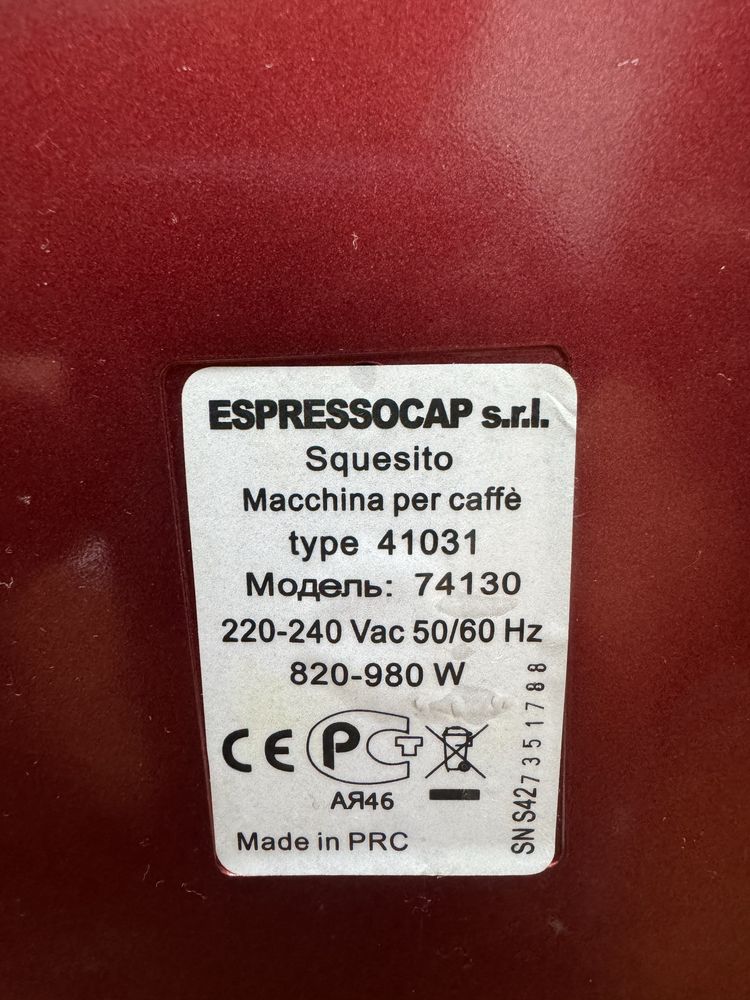 ESPRESSOCAP s.r.l.
Squesito
Macchina per caffè
type 41031
Модель: 74130
220-240 Vac 50/60 Hz
820-980 W
CE РСТ
АЯ46
Made in PRC
SN S427351788